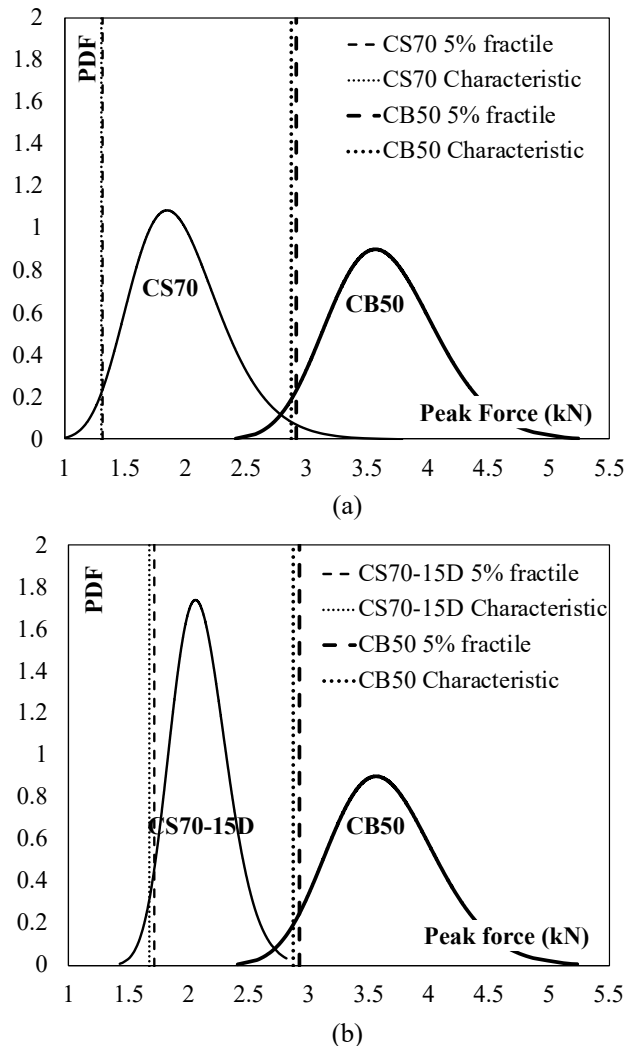 2
PDF
CS70 5% fractile
1.8
CS70 Characteristic
1.6
CB50 5% fractile
1.4
CB50 Characteristic
1.2
1
0.8
CS70
CB50
0.6
0.4
0.2
Peak Force (kN)
0
1 1.5 2 2.5 3 3.5 4 4.5 5 5.5
(a)
2
PDF
CS70-15D 5% fractile
1.8
CS70-15D Characteristic
1.6
CB50 5% fractile
1.4
CB50 Characteristic
1.2
1
0.8
CS70-15D
CB50
0.6
0.4
0.2
Peak force (kN)
0
1 1.5 2 2.5 3 3.5 4 4.5 5 5.5
(b)